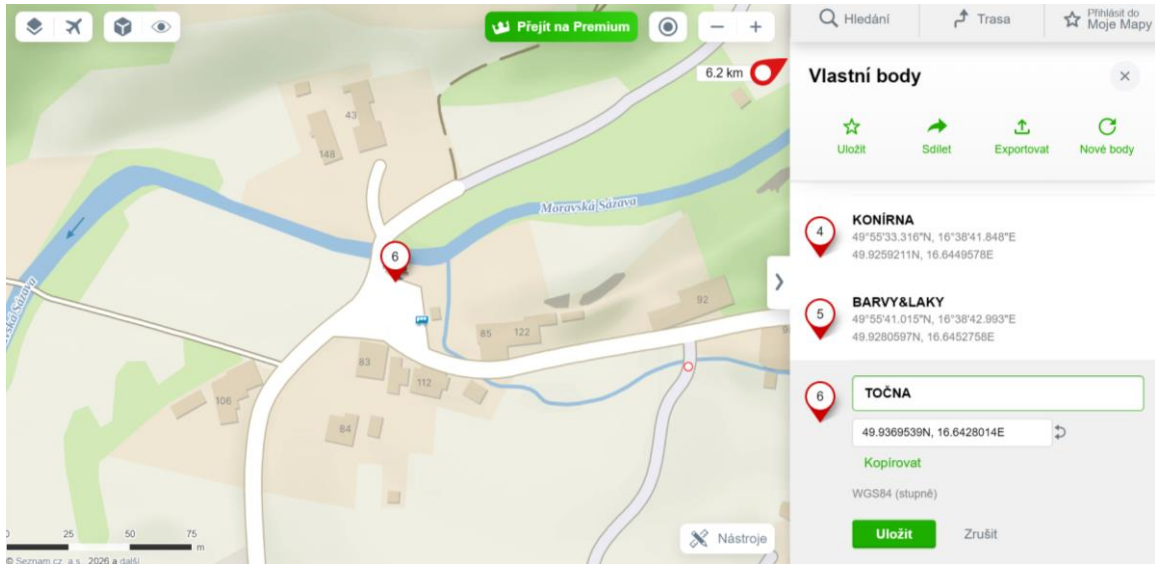 Přejít na Premium
6.2 km
43
148
Moravská Sázava
6
92
85
122
83
112
106
84
Moravská Sázava
25
50
75
m
© Seznam.cz, a.s., 2026 a další
Nástroje
Hledání
Trasa
Přihlásit do
Moje Mapy
Vlastní body
Uložit
Sdílet
Exportovat
Nové body
4
KONÍRNA
49°55'33.316"N, 16°38'41.848"E
49.9259211N, 16.6449578E
5
BARVY&LAKY
49°55'41.015"N, 16°38'42.993"E
49.9280597N, 16.6452758E
6
TOČNA
49.9369539N, 16.6428014E
Kopírovat
WGS84 (stupně)
Uložit
Zrušit